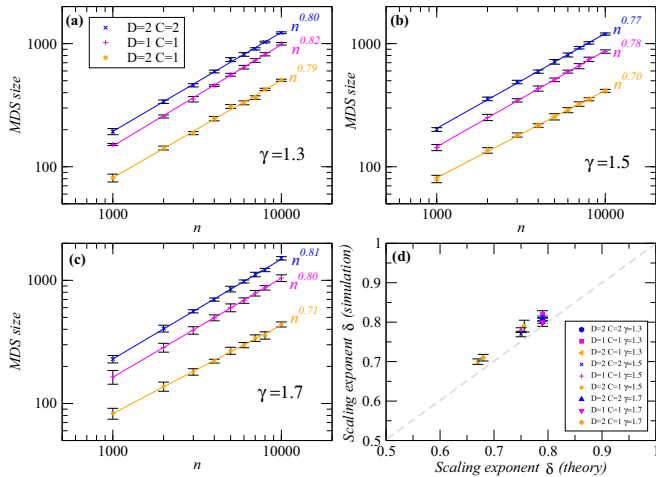 (a)
D=2 C=2
D=1 C=1
D=2 C=1
n^0.80
n^0.82
n^0.79
γ=1.3
1000
100
MDS size
1000
10000
n
(b)
n^0.77
n^0.78
n^0.70
γ=1.5
1000
100
MDS size
1000
10000
n
(c)
n^0.81
n^0.80
n^0.71
γ=1.7
1000
100
MDS size
1000
10000
n
(d)
1
0.9
0.8
0.7
0.6
0.5
Scaling exponent δ (simulation)
D=2 C=2 γ=1.3
D=1 C=1 γ=1.3
D=2 C=1 γ=1.3
D=2 C=2 γ=1.5
D=1 C=1 γ=1.5
D=2 C=1 γ=1.5
D=2 C=2 γ=1.7
D=1 C=1 γ=1.7
D=2 C=1 γ=1.7
0.5
0.6
0.7
0.8
0.9
1
Scaling exponent δ (theory)